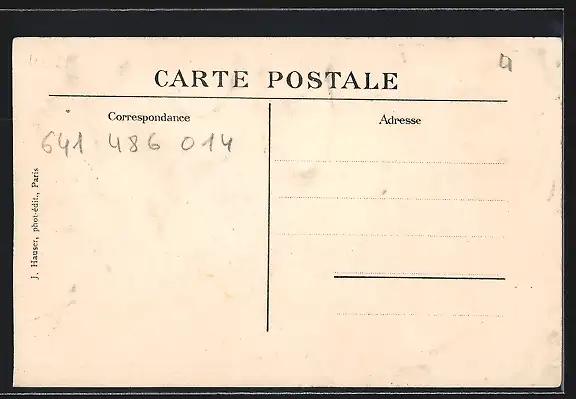 CARTE POSTALE
Correspondance
Adresse
641 486 014
J. Hauser, phot-édit., Paris